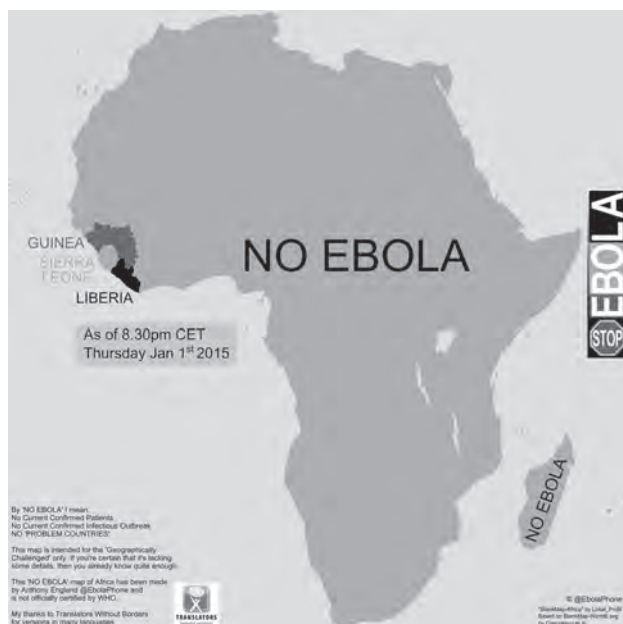 GUINEA
SIERRA
LEONE
LIBERIA
NO EBOLA
As of 8.30pm CET
Thursday Jan 1st 2015
STOP EBOLA
NO EBOLA
By 'NO EBOLA' I mean:
No Current Confirmed Patients
No Current Confirmed Infectious Outbreak
NO 'PROBLEM COUNTRIES'
This map is intended for the 'Geographically
Challenged' only. If you're certain that it's lacking
some details, then you already know quite enough.
This 'NO EBOLA' map of Africa has been made
by Anthony England @EbolaPhone and
is not officially certified by WHO.
My thanks to Translators Without Borders
for versions in many languages
TRANSLATORS
© @EbolaPhone